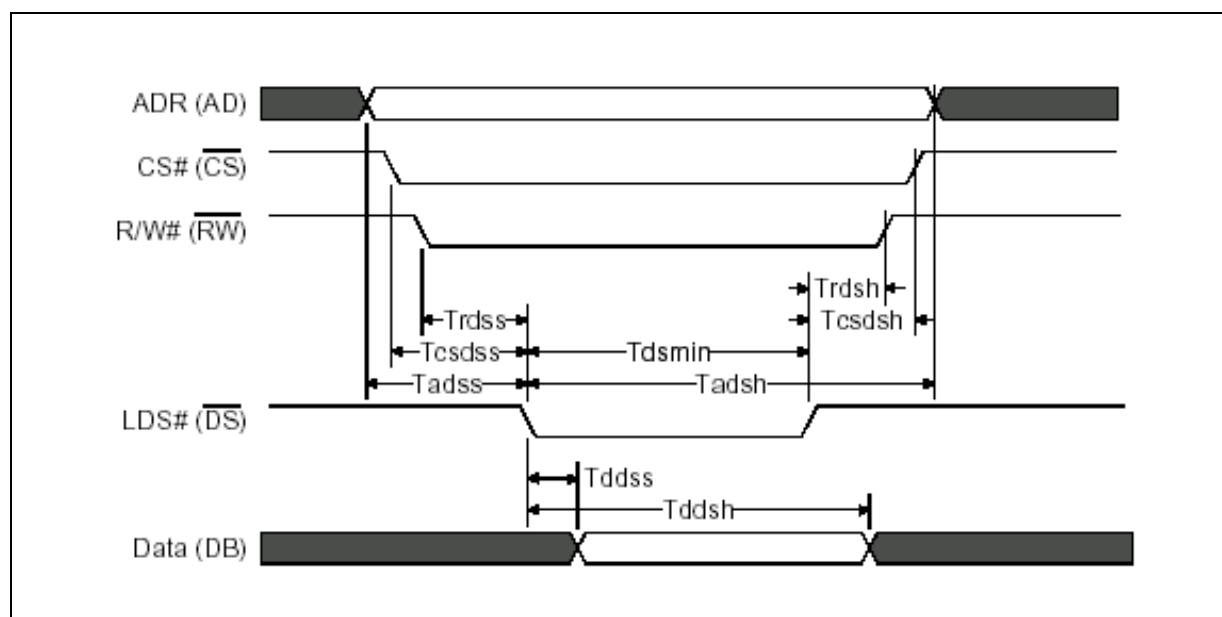 ADR (AD)
CS# (CS)
R/W# (RW)
Trdsh
Trdss
Tcsdsh
Tcsdss
Tdsmin
Tadss
Tadsh
LDS# (DS)
Tddss
Tddsh
Data (DB)